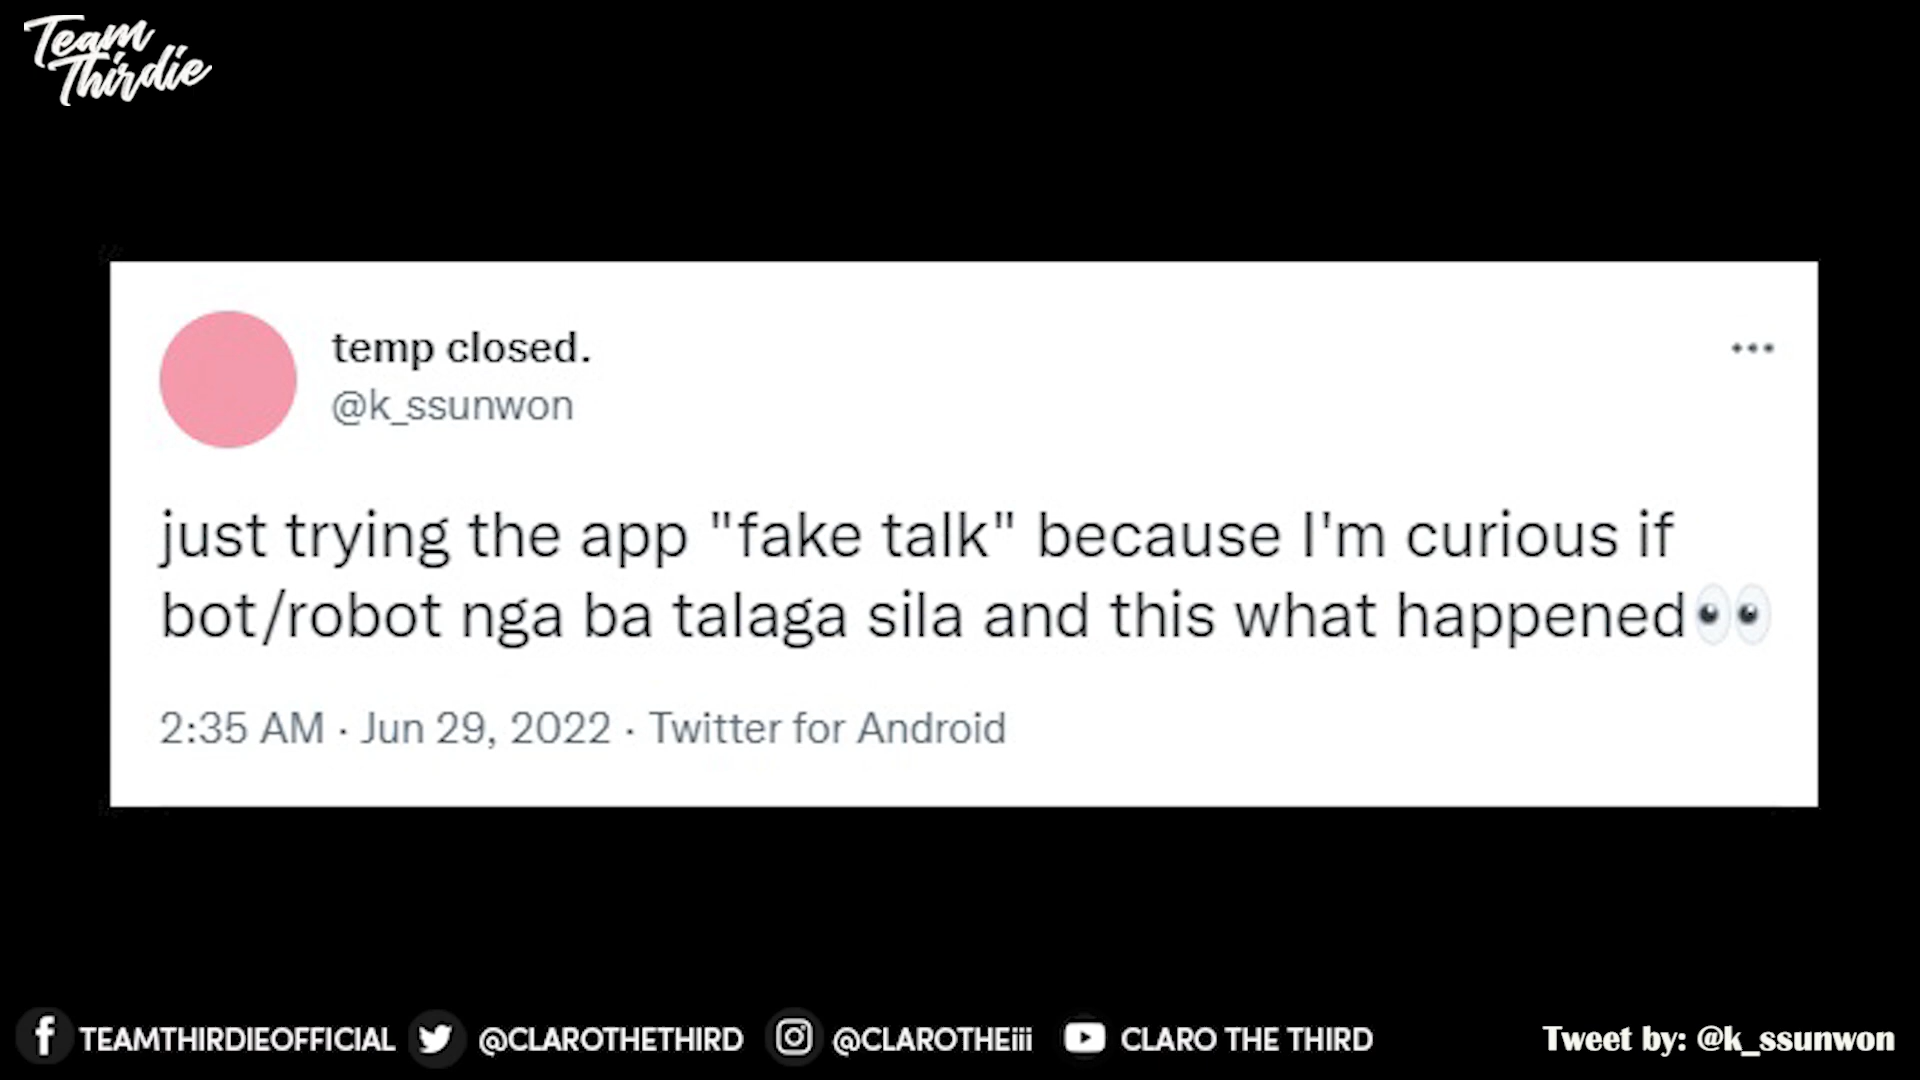 Team
Thirdie
temp closed.
@k_ssunwon
just trying the app "fake talk" because I'm curious if
bot/robot nga ba talaga sila and this what happened👀
2:35 AM · Jun 29, 2022 · Twitter for Android
TEAMTHIRDIEOFFICIAL @CLAROTHETHIRD @CLAROTHEiii CLARO THE THIRD Tweet by: @k_ssunwon